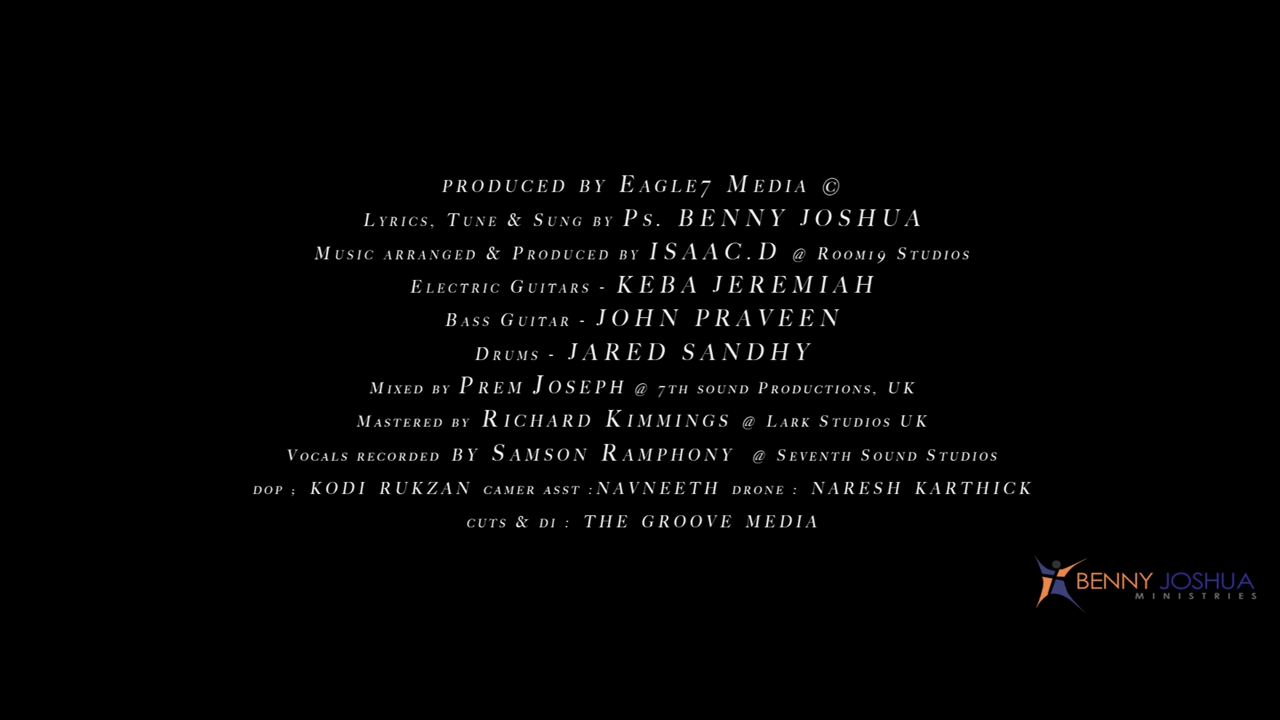 PRODUCED BY EAGLE7 MEDIA ©
LYRICS, TUNE & SUNG BY PS. BENNY JOSHUA
MUSIC ARRANGED & PRODUCED BY ISAAC.D @ ROOM19 STUDIOS
ELECTRIC GUITARS - KEBA JEREMIAH
BASS GUITAR - JOHN PRAVEEN
DRUMS - JARED SANDHY
MIXED BY PREM JOSEPH @ 7TH SOUND PRODUCTIONS, UK
MASTERED BY RICHARD KIMMINGS @ LARK STUDIOS UK
VOCALS RECORDED BY SAMSON RAMPHONY @ SEVENTH SOUND STUDIOS
DOP ; KODI RUKZAN CAMER ASST :NAVNEETH DRONE : NARESH KARTHICK
CUTS & DI : THE GROOVE MEDIA
BENNY JOSHUA
MINISTRIES